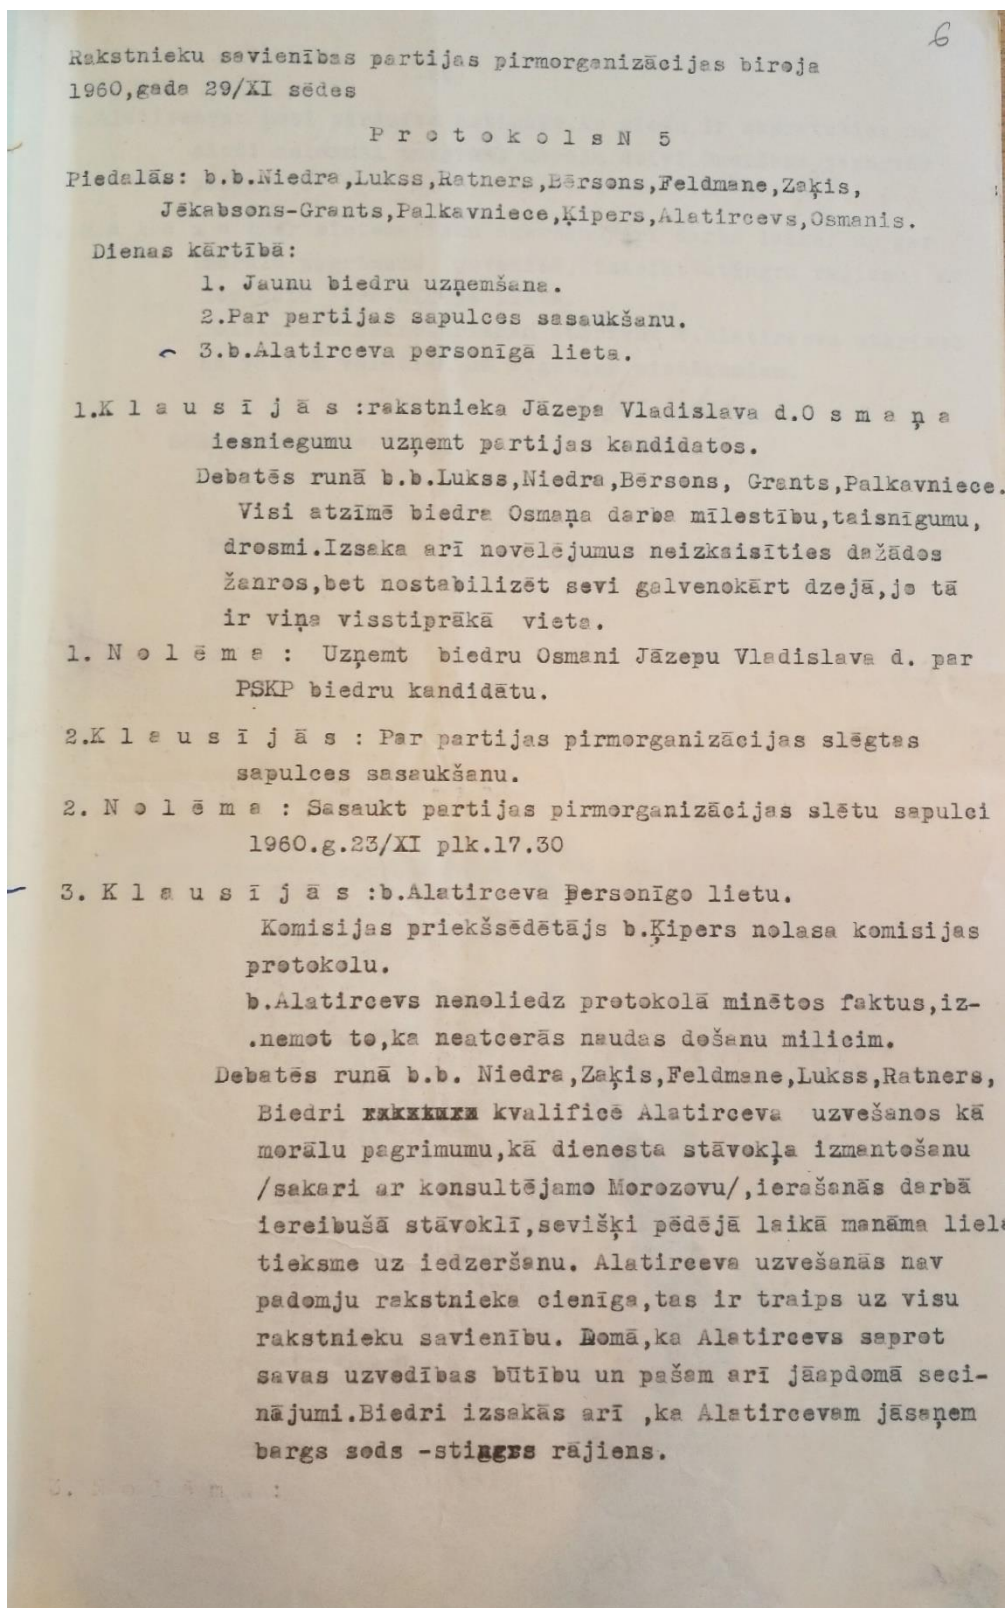 6
Rakstnieku savienības partijas pirmorganizācijas biroja
1960,gada 29/XI sēdes
P r o t o k o l s N 5
Piedalās: b.b.Niedra,Lukss,Ratners,Bērsons,Feldmane,Zaķis,
Jēkabsons-Grants,Palkavniece,Ķipers,Alatircevs,Osmanis.
Dienas kārtībā:
1. Jaunu biedru uzņemšana.
2.Par partijas sapulces sasaukšanu.
3.b.Alatirceva personīgā lieta.
1.K l a u s ī j ā s :rakstnieka Jāzepa Vladislava d.O s m a ņ a
iesniegumu uzņemt partijas kandidatos.
Debatēs runā b.b.Lukss,Niedra,Bērsons, Grants,Palkavniece.
Visi atzīmē biedra Osmaņa darba mīlestību,taisnīgumu,
drosmi.Izsaka arī novēlējumus neizkaisīties dažādos
žanros,bet nostabilizēt sevi galvenokārt dzejā,jo tā
ir viņa visstiprākā vieta.
1. N o l ē m a : Uzņemt biedru Osmani Jāzepu Vladislava d. par
PSKP biedru kandidātu.
2.K l a u s ī j ā s : Par partijas pirmorganizācijas slēgtas
sapulces sasaukšanu.
2. N o l ē m a : Sasaukt partijas pirmorganizācijas slētu sapulci
1960.g.23/XI plk.17.30
3. K l a u s ī j ā s :b.Alatirceva personīgo lietu.
Komisijas priekšsēdētājs b.Ķipers nolasa komisijas
protokolu.
b.Alatircevs nenoliedz protokolā minētos faktus,iz-
.nemot to,ka neatcerās naudas došanu milicim.
Debatēs runā b.b. Niedra,Zaķis,Feldmane,Lukss,Ratners,
Biedri kvalificē Alatirceva uzvešanos kā
morālu pagrimumu,kā dienesta stāvokļa izmantošanu
/sakari ar konsultējamo Morozovu/,ierašanās darbā
iereibušā stāvoklī,sevišķi pēdējā laikā manāma liela
tieksme uz iedzeršanu. Alatirceva uzvešanās nav
padomju rakstnieka cienīga,tas ir traips uz visu
rakstnieku savienību. Domā,ka Alatircevs saprot
savas uzvedības būtību un pašam arī jāapdomā seci-
nājumi.Biedri izsakās arī ,ka Alatircevam jāsaņem
bargs sods -stingrs rājiens.
3. N o l ē m a :